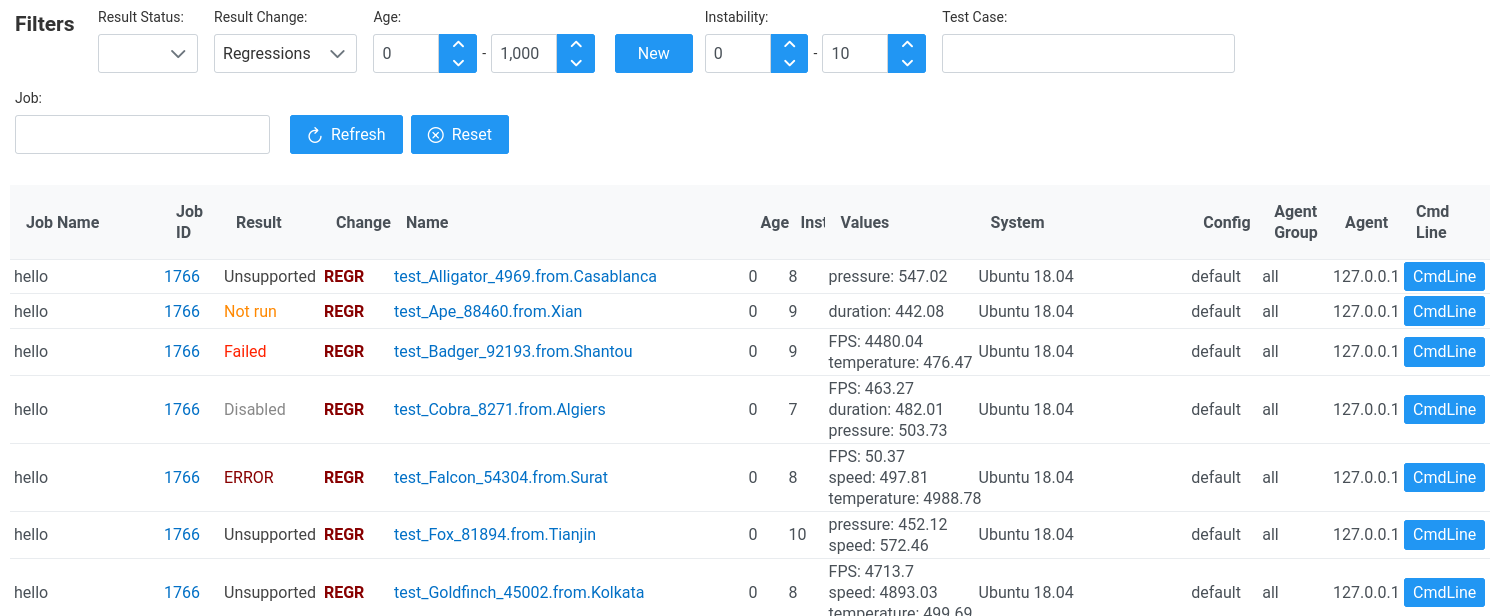 Filters
Result Status: Result Change: Age: Instability: Test Case:
Regressions 0 - 1,000 New 0 - 10
Job:
Refresh Reset
Job Name Job ID Result Change Name Age Inst Values System Config Agent Group Agent Cmd Line
hello 1766 Unsupported REGR test_Alligator_4969.from.Casablanca 0 8 pressure: 547.02 Ubuntu 18.04 default all 127.0.0.1 CmdLine
hello 1766 Not run REGR test_Ape_88460.from.Xian 0 9 duration: 442.08 Ubuntu 18.04 default all 127.0.0.1 CmdLine
hello 1766 Failed REGR test_Badger_92193.from.Shantou 0 9 FPS: 4480.04 temperature: 476.47 Ubuntu 18.04 default all 127.0.0.1 CmdLine
hello 1766 Disabled REGR test_Cobra_8271.from.Algiers 0 7 FPS: 463.27 duration: 482.01 pressure: 503.73 Ubuntu 18.04 default all 127.0.0.1 CmdLine
hello 1766 ERROR REGR test_Falcon_54304.from.Surat 0 8 FPS: 50.37 speed: 497.81 temperature: 4988.78 Ubuntu 18.04 default all 127.0.0.1 CmdLine
hello 1766 Unsupported REGR test_Fox_81894.from.Tianjin 0 10 pressure: 452.12 speed: 572.46 Ubuntu 18.04 default all 127.0.0.1 CmdLine
hello 1766 Unsupported REGR test_Goldfinch_45002.from.Kolkata 0 8 FPS: 4713.7 speed: 4893.03 temperature: 499.69 Ubuntu 18.04 default all 127.0.0.1 CmdLine